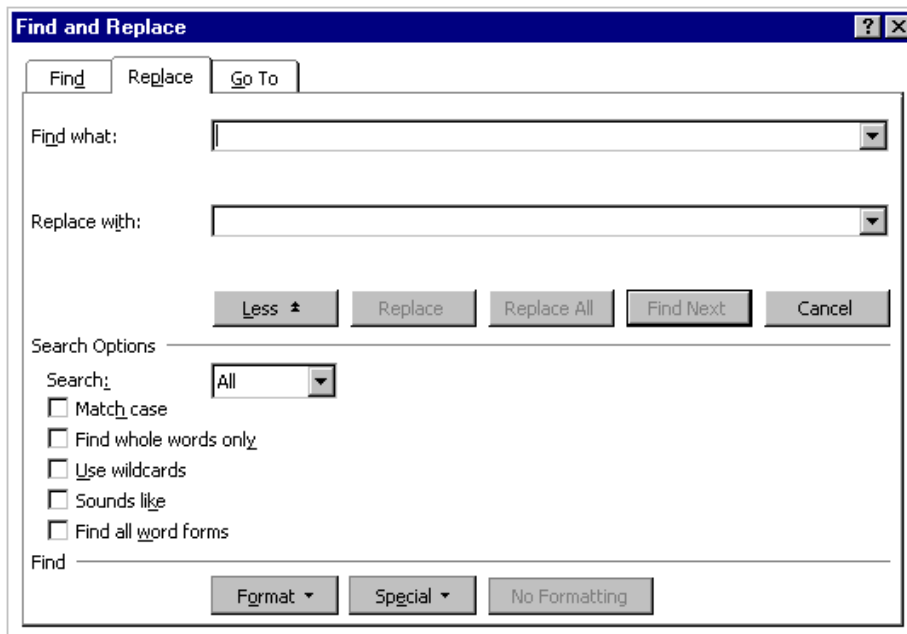 Find and Replace
Find Replace Go To
Find what:
Replace with:
Less Replace Replace All Find Next Cancel
Search Options
Search: All
Match case
Find whole words only
Use wildcards
Sounds like
Find all word forms
Find
Format Special No Formatting